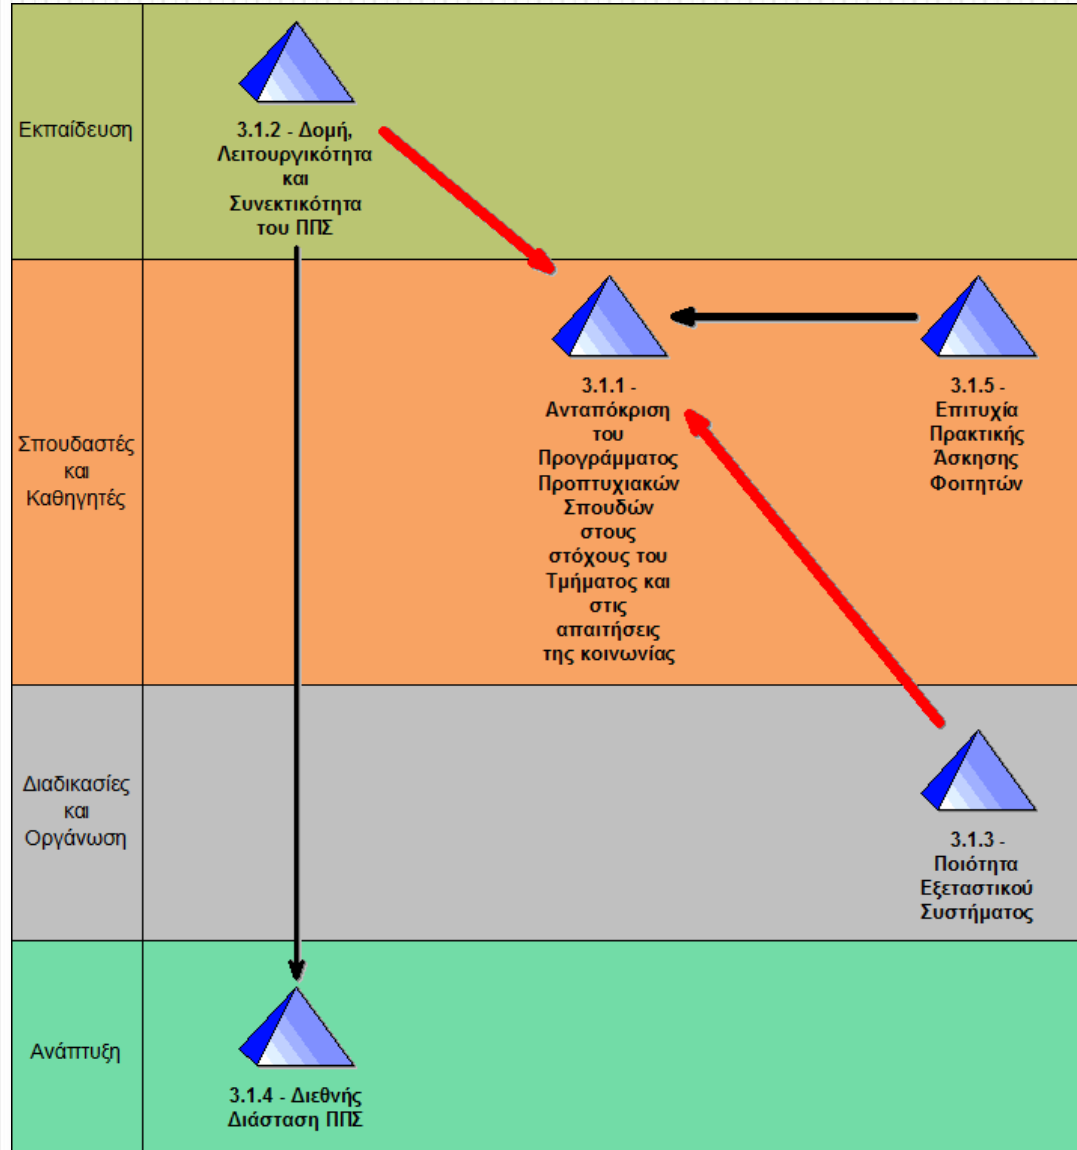 Εκπαίδευση
3.1.2 - Δομή,
Λειτουργικότητα
και
Συνεκτικότητα
του ΠΠΣ
Σπουδαστές
και
Καθηγητές
3.1.1 -
Ανταπόκριση
του
Προγράμματος
Προπτυχιακών
Σπουδών
στους
στόχους του
Τμήματος και
στις
απαιτήσεις
της κοινωνίας
3.1.5 -
Επιτυχία
Πρακτικής
Άσκησης
Φοιτητών
Διαδικασίες
και
Οργάνωση
3.1.3 -
Ποιότητα
Εξεταστικού
Συστήματος
Ανάπτυξη
3.1.4 - Διεθνής
Διάσταση ΠΠΣ